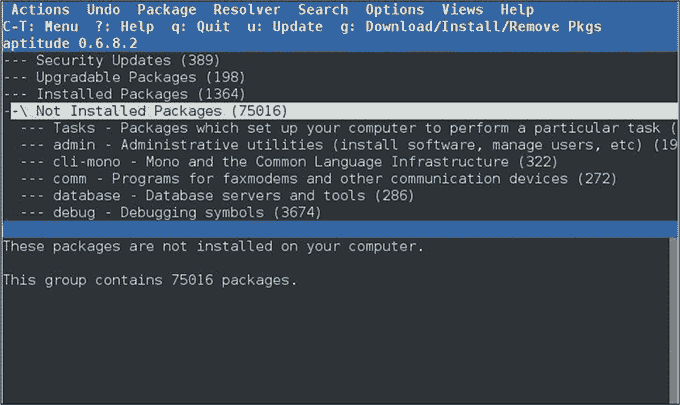 Actions  Undo  Package  Resolver  Search  Options  Views  Help
C-T: Menu  ?: Help  q: Quit  u: Update  g: Download/Install/Remove Pkgs
aptitude 0.6.8.2
--- Security Updates (389)
--- Upgradable Packages (198)
--- Installed Packages (1364)
--\ Not Installed Packages (75016)
--- Tasks - Packages which set up your computer to perform a particular task (
--- admin - Administrative utilities (install software, manage users, etc) (19
--- cli-mono - Mono and the Common Language Infrastructure (322)
--- comm - Programs for faxmodems and other communication devices (272)
--- database - Database servers and tools (286)
--- debug - Debugging symbols (3674)
These packages are not installed on your computer.
This group contains 75016 packages.